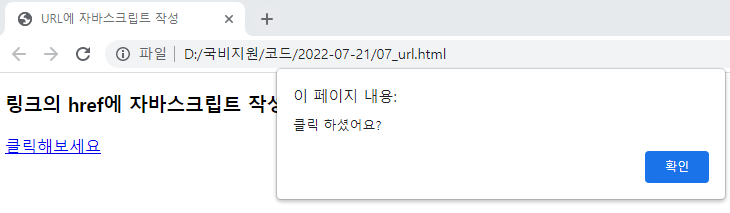 URL에 자바스크립트 작성
파일 D:/국비지원/코드/2022-07-21/07_url.html
이 페이지 내용:
링크의 href에 자바스크립트 작성
클릭 하셨어요?
클릭해보세요
확인